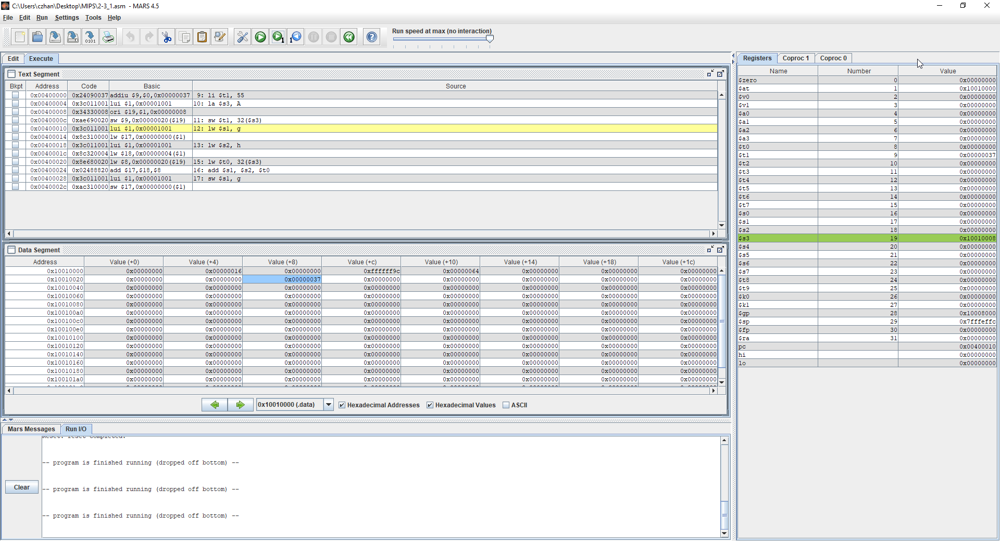 C:\Users\czhan\Desktop\MIPS\2-3_1.asm - MARS 4.5
File Edit Run Settings Tools Help
Run speed at max (no interaction)
Edit Execute
Text Segment
Bkpt Address Code Basic Source
0x00400000 0x24090037 addiu $9,$0,0x00000037 9: li $t1, 55
0x00400004 0x3c011001 lui $1,0x00001001 10: la $s3, A
0x00400008 0x34330008 ori $19,$1,0x00000008
0x0040000c 0xae690020 sw $9,0x00000020($19) 11: sw $t1, 32($s3)
0x00400010 0x3c011001 lui $1,0x00001001 12: lw $s1, g
0x00400014 0x8c310000 lw $17,0x00000000($1)
0x00400018 0x3c011001 lui $1,0x00001001 13: lw $s2, h
0x0040001c 0x8c320004 lw $18,0x00000004($1)
0x00400020 0x8e680020 lw $8,0x00000020($19) 15: lw $t0, 32($s3)
0x00400024 0x02488820 add $17,$18,$8 16: add $s1, $s2, $t0
0x00400028 0x3c011001 lui $1,0x00001001 17: sw $s1, g
0x0040002c 0xac310000 sw $17,0x00000000($1)
Data Segment
Address Value (+0) Value (+4) Value (+8) Value (+c) Value (+10) Value (+14) Value (+18) Value (+1c)
0x10010000 0x00000000 0x00000016 0x00000000 0xffffff9c 0x00000064 0x00000000 0x00000000 0x00000000
0x10010020 0x00000000 0x00000000 0x00000037 0x00000000 0x00000000 0x00000000 0x00000000 0x00000000
0x10010040 0x00000000 0x00000000 0x00000000 0x00000000 0x00000000 0x00000000 0x00000000 0x00000000
0x10010060 0x00000000 0x00000000 0x00000000 0x00000000 0x00000000 0x00000000 0x00000000 0x00000000
0x10010080 0x00000000 0x00000000 0x00000000 0x00000000 0x00000000 0x00000000 0x00000000 0x00000000
0x100100a0 0x00000000 0x00000000 0x00000000 0x00000000 0x00000000 0x00000000 0x00000000 0x00000000
0x100100c0 0x00000000 0x00000000 0x00000000 0x00000000 0x00000000 0x00000000 0x00000000 0x00000000
0x100100e0 0x00000000 0x00000000 0x00000000 0x00000000 0x00000000 0x00000000 0x00000000 0x00000000
0x10010100 0x00000000 0x00000000 0x00000000 0x00000000 0x00000000 0x00000000 0x00000000 0x00000000
0x10010120 0x00000000 0x00000000 0x00000000 0x00000000 0x00000000 0x00000000 0x00000000 0x00000000
0x10010140 0x00000000 0x00000000 0x00000000 0x00000000 0x00000000 0x00000000 0x00000000 0x00000000
0x10010160 0x00000000 0x00000000 0x00000000 0x00000000 0x00000000 0x00000000 0x00000000 0x00000000
0x10010180 0x00000000 0x00000000 0x00000000 0x00000000 0x00000000 0x00000000 0x00000000 0x00000000
0x100101a0 0x00000000 0x00000000 0x00000000 0x00000000 0x00000000 0x00000000 0x00000000 0x00000000
0x10010000 (.data) Hexadecimal Addresses Hexadecimal Values ASCII
Mars Messages Run I/O
Reset: reset completed.
-- program is finished running (dropped off bottom) --
-- program is finished running (dropped off bottom) --
-- program is finished running (dropped off bottom) --
Clear
Registers Coproc 1 Coproc 0
Name Number Value
$zero 0 0x00000000
$at 1 0x10010000
$v0 2 0x00000000
$v1 3 0x00000000
$a0 4 0x00000000
$a1 5 0x00000000
$a2 6 0x00000000
$a3 7 0x00000000
$t0 8 0x00000000
$t1 9 0x00000037
$t2 10 0x00000000
$t3 11 0x00000000
$t4 12 0x00000000
$t5 13 0x00000000
$t6 14 0x00000000
$t7 15 0x00000000
$s0 16 0x00000000
$s1 17 0x00000000
$s2 18 0x00000000
$s3 19 0x10010008
$s4 20 0x00000000
$s5 21 0x00000000
$s6 22 0x00000000
$s7 23 0x00000000
$t8 24 0x00000000
$t9 25 0x00000000
$k0 26 0x00000000
$k1 27 0x00000000
$gp 28 0x10008000
$sp 29 0x7fffeffc
$fp 30 0x00000000
$ra 31 0x00000000
pc 0x00400010
hi 0x00000000
lo 0x00000000